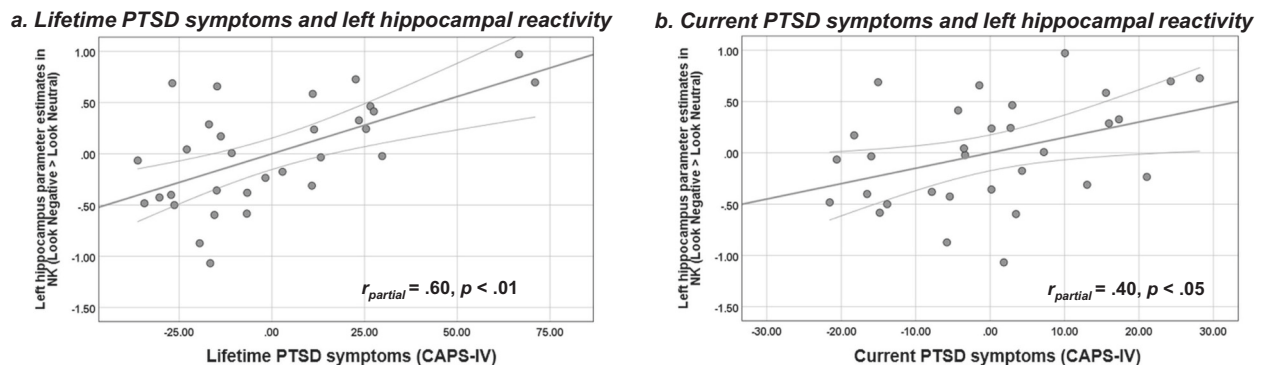 a. Lifetime PTSD symptoms and left hippocampal reactivity
Left hippocampus parameter estimates in
NK (Look Negative > Look Neutral)
1.00
.50
.00
-.50
-1.00
-1.50
r_partial = .60, p < .01
-25.00 .00 25.00 50.00 75.00
Lifetime PTSD symptoms (CAPS-IV)
b. Current PTSD symptoms and left hippocampal reactivity
Left hippocampus parameter estimates in
NK (Look Negative > Look Neutral)
1.00
.50
.00
-.50
-1.00
-1.50
r_partial = .40, p < .05
-30.00 -20.00 -10.00 .00 10.00 20.00 30.00
Current PTSD symptoms (CAPS-IV)